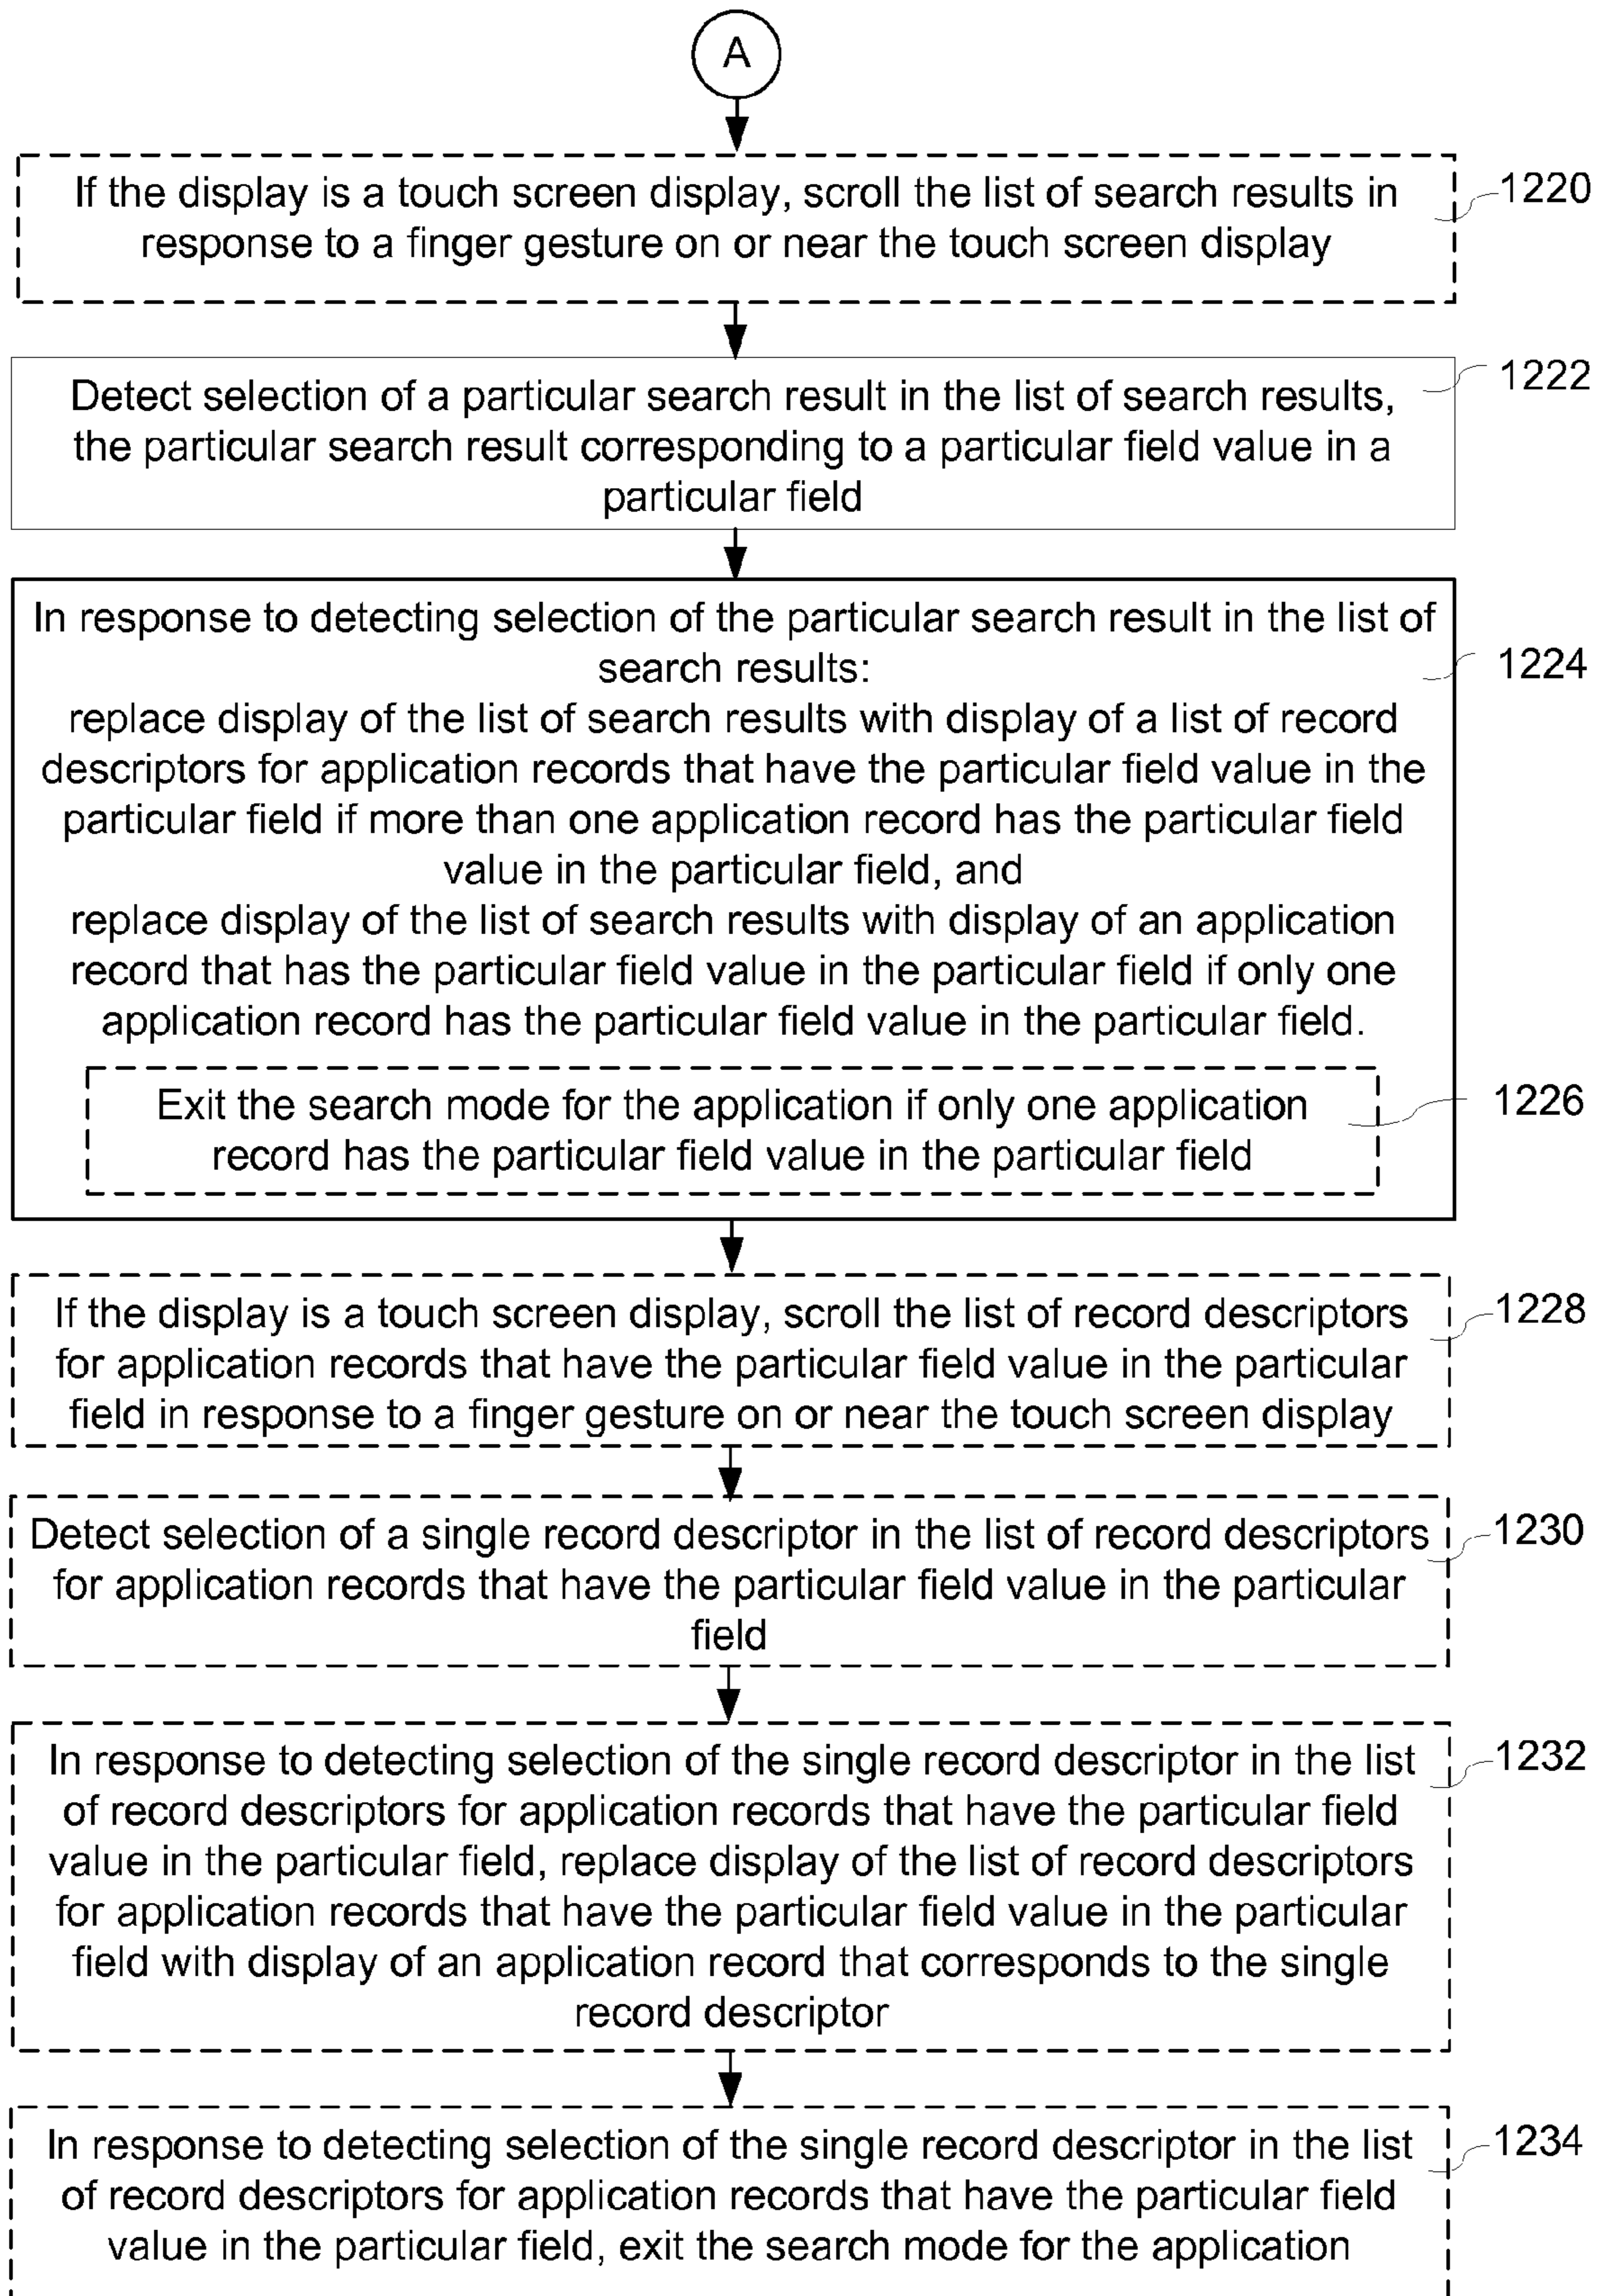 A
If the display is a touch screen display, scroll the list of search results in
response to a finger gesture on or near the touch screen display
1220
Detect selection of a particular search result in the list of search results,
the particular search result corresponding to a particular field value in a
particular field
1222
In response to detecting selection of the particular search result in the list of
search results:
replace display of the list of search results with display of a list of record
descriptors for application records that have the particular field value in the
particular field if more than one application record has the particular field
value in the particular field, and
replace display of the list of search results with display of an application
record that has the particular field value in the particular field if only one
application record has the particular field value in the particular field.
1224
Exit the search mode for the application if only one application
record has the particular field value in the particular field
1226
If the display is a touch screen display, scroll the list of record descriptors
for application records that have the particular field value in the particular
field in response to a finger gesture on or near the touch screen display
1228
Detect selection of a single record descriptor in the list of record descriptors
for application records that have the particular field value in the particular
field
1230
In response to detecting selection of the single record descriptor in the list
of record descriptors for application records that have the particular field
value in the particular field, replace display of the list of record descriptors
for application records that have the particular field value in the particular
field with display of an application record that corresponds to the single
record descriptor
1232
In response to detecting selection of the single record descriptor in the list
of record descriptors for application records that have the particular field
value in the particular field, exit the search mode for the application
1234